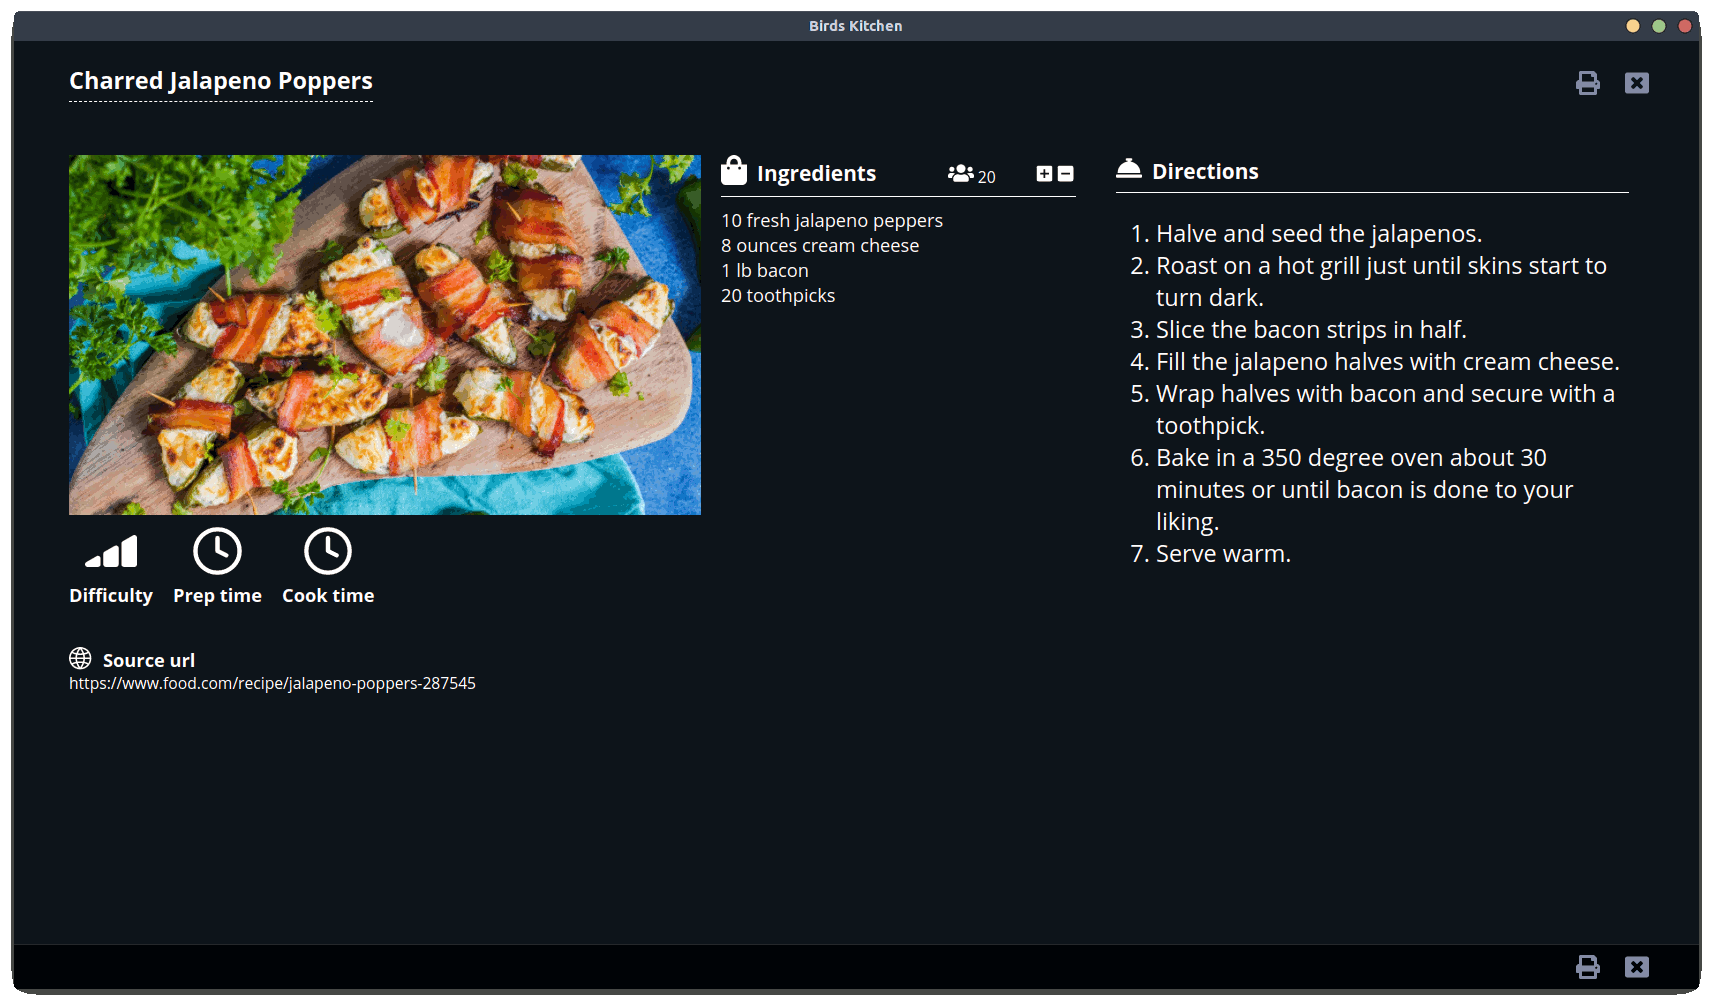 Birds Kitchen
Charred Jalapeno Poppers
Ingredients
20
10 fresh jalapeno peppers
8 ounces cream cheese
1 lb bacon
20 toothpicks
Directions
1. Halve and seed the jalapenos.
2. Roast on a hot grill just until skins start to
turn dark.
3. Slice the bacon strips in half.
4. Fill the jalapeno halves with cream cheese.
5. Wrap halves with bacon and secure with a
toothpick.
6. Bake in a 350 degree oven about 30
minutes or until bacon is done to your
liking.
7. Serve warm.
Difficulty
Prep time
Cook time
Source url
https://www.food.com/recipe/jalapeno-poppers-287545